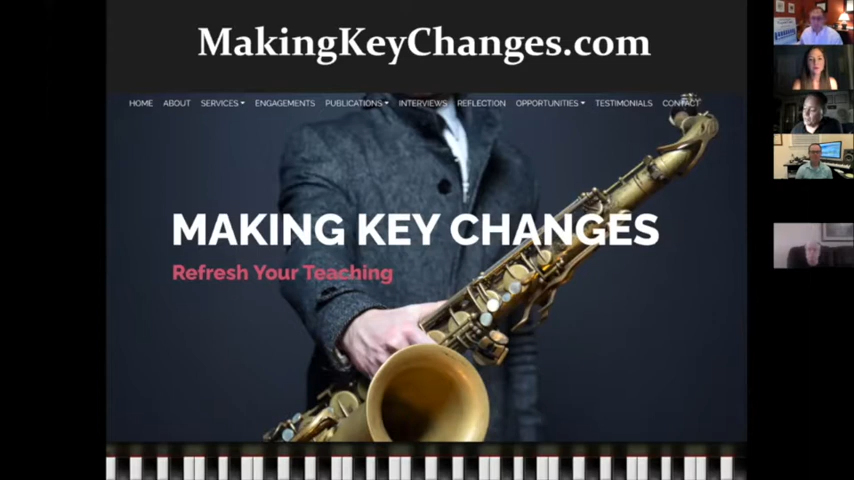 MakingKeyChanges.com
HOME ABOUT SERVICES ENGAGEMENTS PUBLICATIONS INTERVIEWS REFLECTION OPPORTUNITIES TESTIMONIALS CONTACT
MAKING KEY CHANGES
Refresh Your Teaching